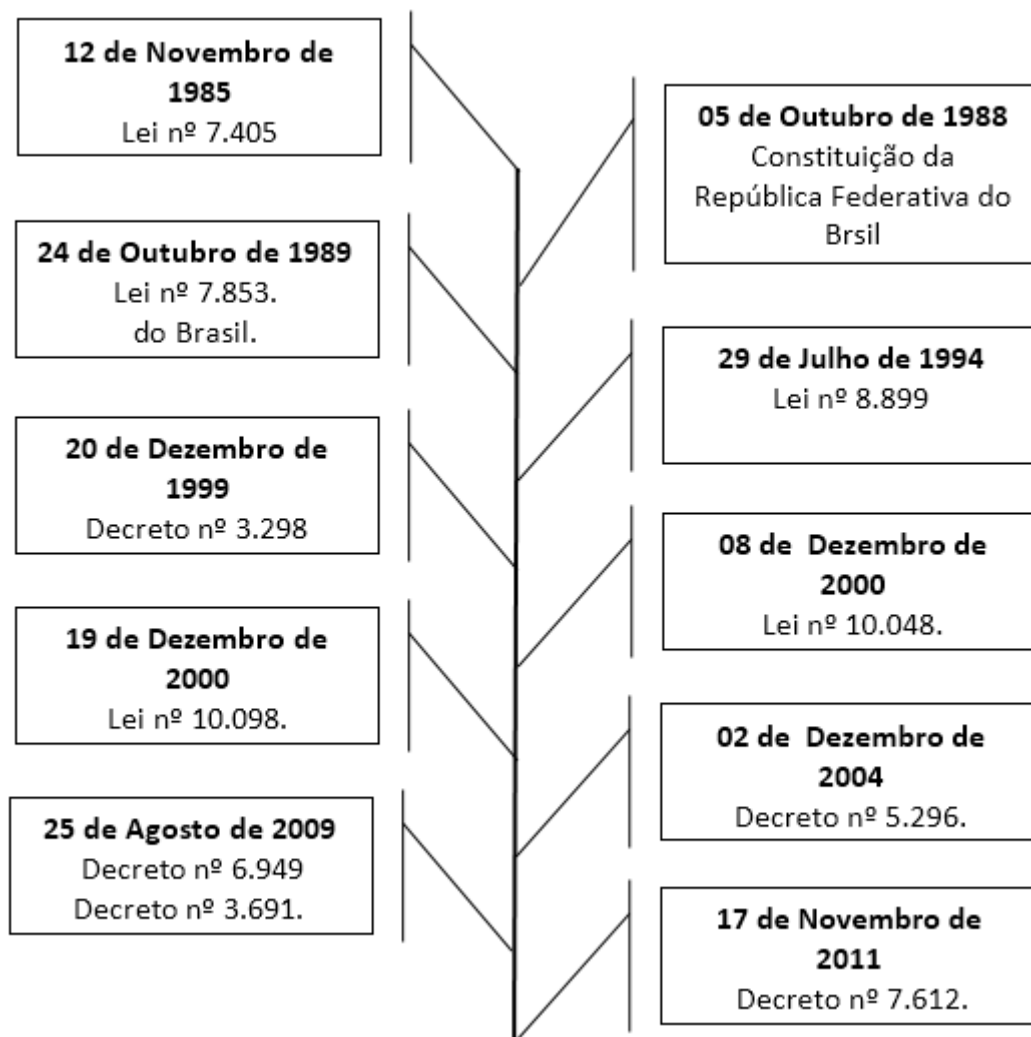 12 de Novembro de
1985
Lei nº 7.405
05 de Outubro de 1988
Constituição da
República Federativa do
Brsil
24 de Outubro de 1989
Lei nº 7.853.
do Brasil.
29 de Julho de 1994
Lei nº 8.899
20 de Dezembro de
1999
Decreto nº 3.298
08 de Dezembro de
2000
Lei nº 10.048.
19 de Dezembro de
2000
Lei nº 10.098.
02 de Dezembro de
2004
Decreto nº 5.296.
25 de Agosto de 2009
Decreto nº 6.949
Decreto nº 3.691.
17 de Novembro de
2011
Decreto nº 7.612.